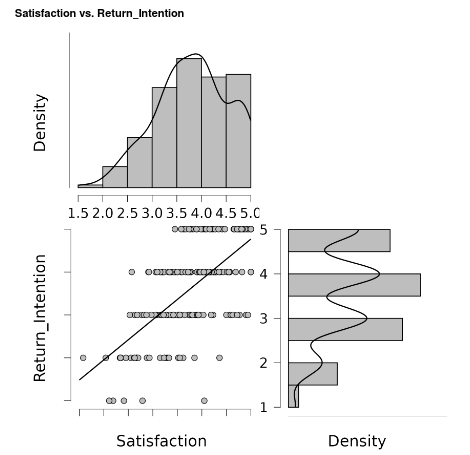 Satisfaction vs. Return_Intention
Density
1.5 2.0 2.5 3.0 3.5 4.0 4.5 5.0
Return_Intention
5
4
3
2
1
Satisfaction
Density